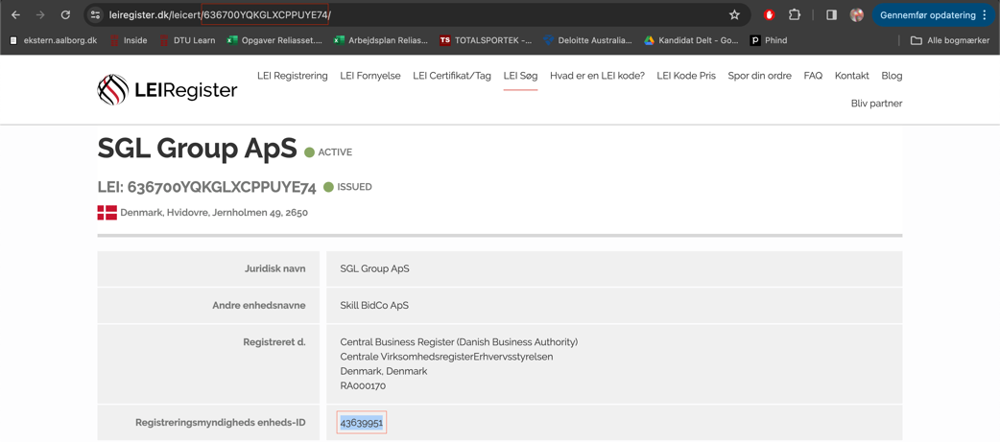 leiregister.dk/leicert/636700YQKGLXCPPUYE74/
Gennemfør opdatering
ekstern.aalborg.dk
Inside
DTU Learn
Opgaver Reliasset....
Arbejdsplan Relias...
TS TOTALSPORTEK -...
Deloitte Australia...
Kandidat Delt - Go...
P Phind
Alle bogmærker
LEIRegister
LEI Registrering
LEI Fornyelse
LEI Certifikat/Tag
LEI Søg
Hvad er en LEI kode?
LEI Kode Pris
Spor din ordre
FAQ
Kontakt
Blog
Bliv partner
SGL Group ApS ACTIVE
LEI: 636700YQKGLXCPPUYE74 ISSUED
Denmark, Hvidovre, Jernholmen 49, 2650
Juridisk navn
SGL Group ApS
Andre enhedsnavne
Skill BidCo ApS
Registreret d.
Central Business Register (Danish Business Authority)
Centrale VirksomhedsregisterErhvervsstyrelsen
Denmark, Denmark
RA000170
Registreringsmyndigheds enheds-ID
43639951